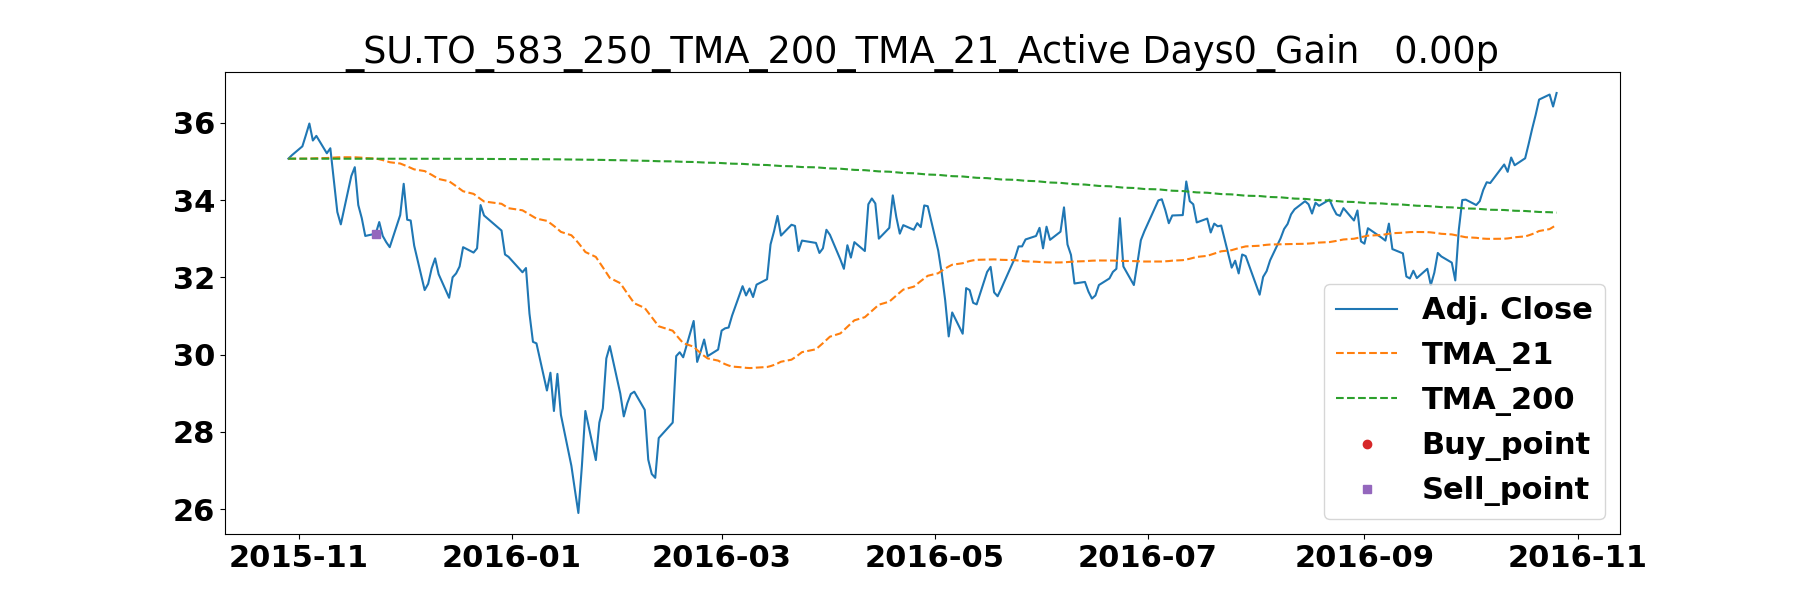 _SU.TO_583_250_TMA_200_TMA_21_Active Days0_Gain   0.00p
36
34
32
30
28
26
Adj. Close
TMA_21
TMA_200
Buy_point
Sell_point
2015-11 2016-01 2016-03 2016-05 2016-07 2016-09 2016-11